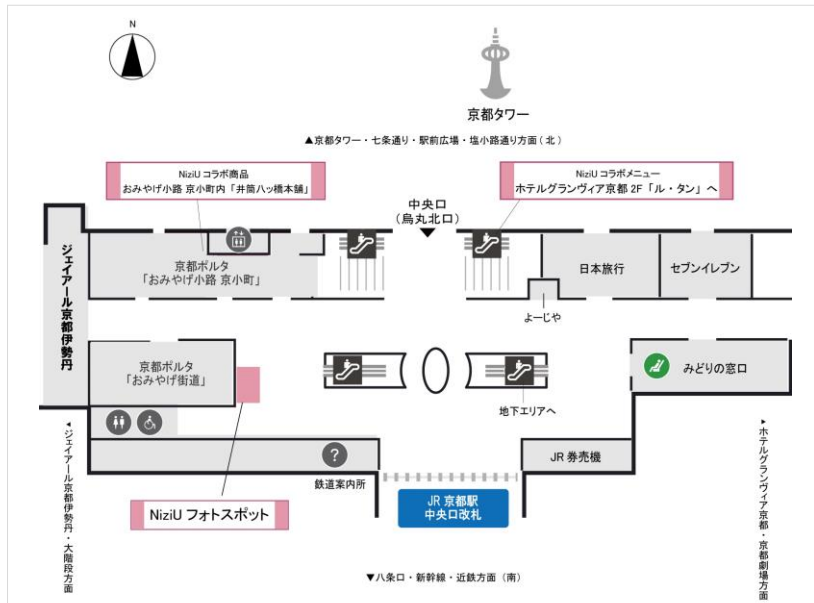 N
京都タワー
▲京都タワー・七条通り・駅前広場・塩小路通り方面(北)
NiziU コラボ商品
おみやげ小路 京小町内「井筒八ッ橋本舗」
NiziU コラボメニュー
ホテルグランヴィア京都 2F「ル・タン」へ
中央口
(烏丸北口)
ジェイアール京都伊勢丹
京都ポルタ
「おみやげ小路 京小町」
日本旅行
セブンイレブン
よーじや
京都ポルタ
「おみやげ街道」
みどりの窓口
地下エリアへ
?
鉄道案内所
JR 券売機
NiziU フォトスポット
JR 京都駅
中央口改札
◀ジェイアール京都伊勢丹・大階段方面
▶ホテルグランヴィア京都・京都劇場方面
▼八条口・新幹線・近鉄方面(南)